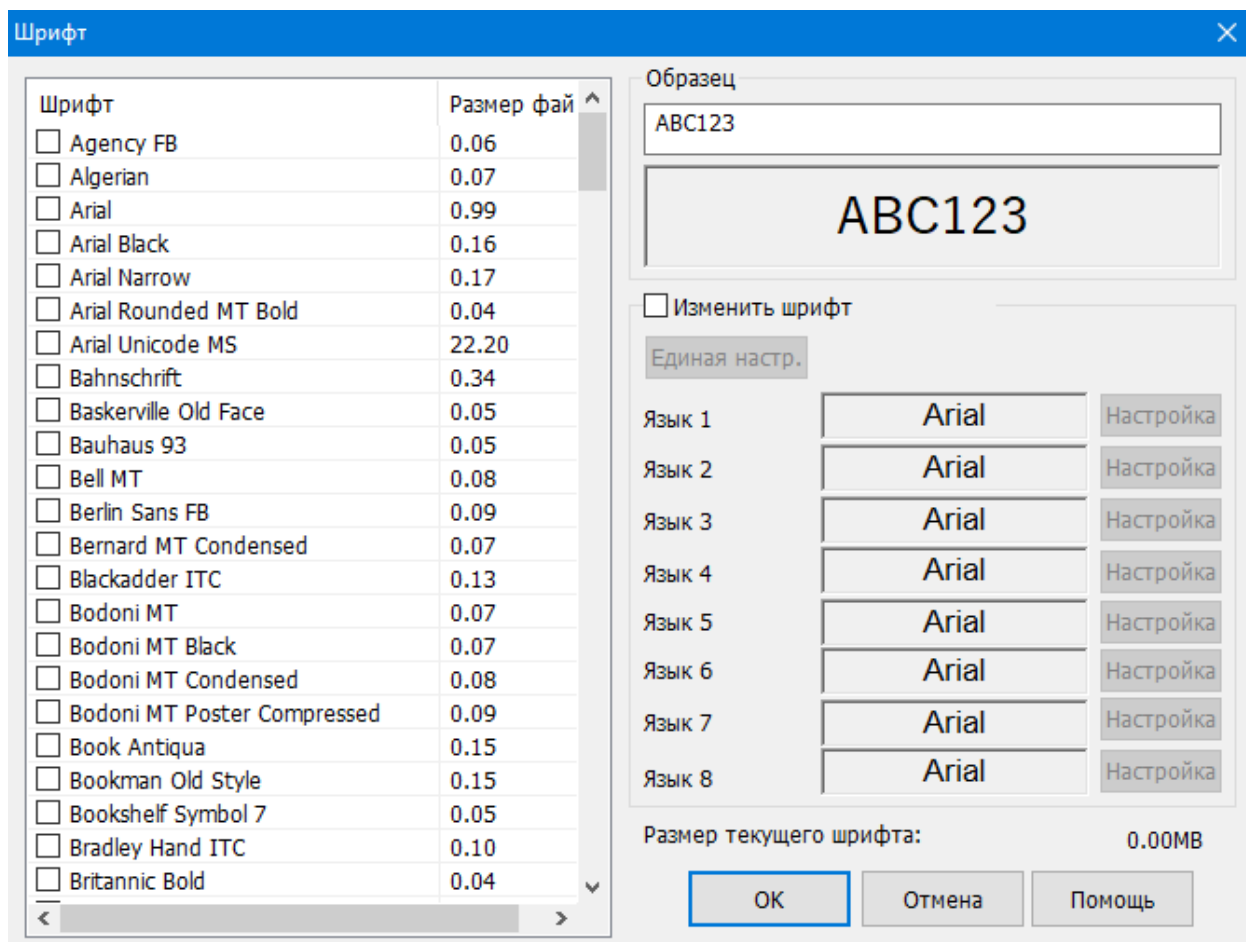 Шрифт
Шрифт Размер фай
Agency FB 0.06
Algerian 0.07
Arial 0.99
Arial Black 0.16
Arial Narrow 0.17
Arial Rounded MT Bold 0.04
Arial Unicode MS 22.20
Bahnschrift 0.34
Baskerville Old Face 0.05
Bauhaus 93 0.05
Bell MT 0.08
Berlin Sans FB 0.09
Bernard MT Condensed 0.07
Blackadder ITC 0.13
Bodoni MT 0.07
Bodoni MT Black 0.07
Bodoni MT Condensed 0.08
Bodoni MT Poster Compressed 0.09
Book Antiqua 0.15
Bookman Old Style 0.15
Bookshelf Symbol 7 0.05
Bradley Hand ITC 0.10
Britannic Bold 0.04
Образец
ABC123
ABC123
Изменить шрифт
Единая настр.
Язык 1 Arial Настройка
Язык 2 Arial Настройка
Язык 3 Arial Настройка
Язык 4 Arial Настройка
Язык 5 Arial Настройка
Язык 6 Arial Настройка
Язык 7 Arial Настройка
Язык 8 Arial Настройка
Размер текущего шрифта: 0.00MB
OK Отмена Помощь